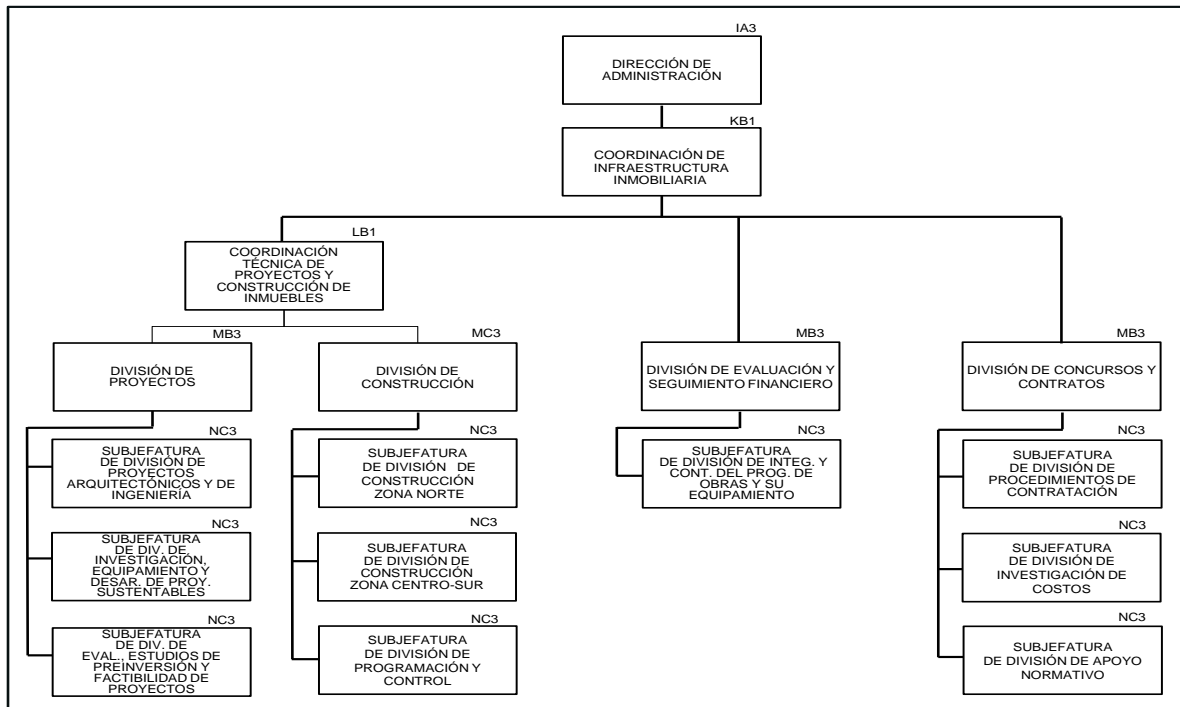 IA3
DIRECCIÓN DE
ADMINISTRACIÓN
KB1
COORDINACIÓN DE
INFRAESTRUCTURA
INMOBILIARIA
LB1
COORDINACIÓN
TÉCNICA DE
PROYECTOS Y
CONSTRUCCIÓN DE
INMUEBLES
MB3
DIVISIÓN DE
PROYECTOS
MC3
DIVISIÓN DE
CONSTRUCCIÓN
MB3
DIVISIÓN DE EVALUACIÓN Y
SEGUIMIENTO FINANCIERO
MB3
DIVISIÓN DE CONCURSOS Y
CONTRATOS
NC3
SUBJEFATURA
DE DIVISIÓN DE
PROYECTOS
ARQUITECTÓNICOS Y DE
INGENIERÍA
NC3
SUBJEFATURA
DE DIVISIÓN DE
CONSTRUCCIÓN
ZONA NORTE
NC3
SUBJEFATURA
DE DIVISIÓN DE INTEG. Y
CONT. DEL PROG. DE
OBRAS Y SU
EQUIPAMIENTO
NC3
SUBJEFATURA
DE DIVISIÓN DE
PROCEDIMIENTOS DE
CONTRATACIÓN
NC3
SUBJEFATURA
DE DIV. DE
INVESTIGACIÓN,
EQUIPAMIENTO Y
DESAR. DE PROY.
SUSTENTABLES
NC3
SUBJEFATURA
DE DIVISIÓN DE
CONSTRUCCIÓN
ZONA CENTRO-SUR
NC3
SUBJEFATURA
DE DIVISIÓN DE
INVESTIGACIÓN DE
COSTOS
NC3
SUBJEFATURA
DE DIV. DE
EVAL., ESTUDIOS DE
PREINVERSIÓN Y
FACTIBILIDAD DE
PROYECTOS
NC3
SUBJEFATURA
DE DIVISIÓN DE
PROGRAMACIÓN Y
CONTROL
NC3
SUBJEFATURA
DE DIVISIÓN DE APOYO
NORMATIVO